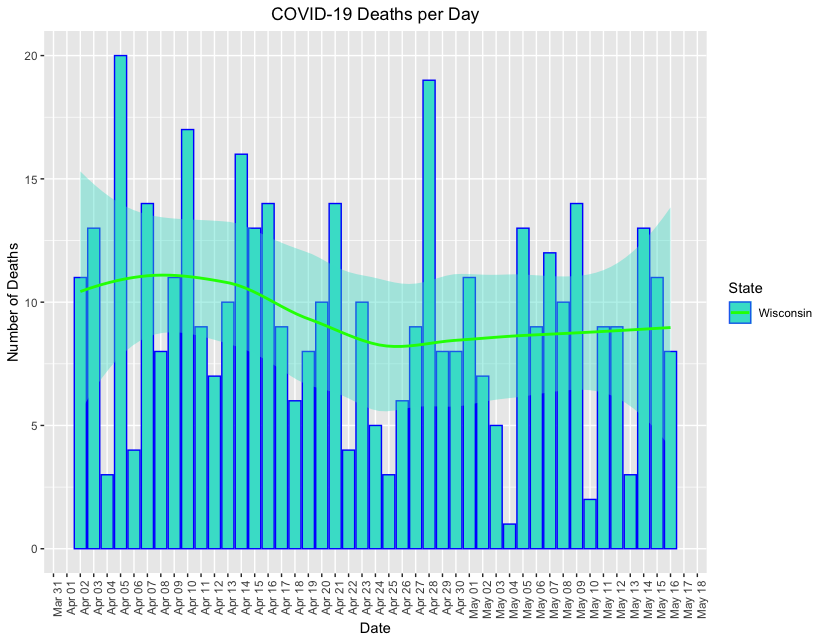 COVID-19 Deaths per Day
Number of Deaths
20
15
10
5
0
Mar 31
Apr 01
Apr 02
Apr 03
Apr 04
Apr 05
Apr 06
Apr 07
Apr 08
Apr 09
Apr 10
Apr 11
Apr 12
Apr 13
Apr 14
Apr 15
Apr 16
Apr 17
Apr 18
Apr 19
Apr 20
Apr 21
Apr 22
Apr 23
Apr 24
Apr 25
Apr 26
Apr 27
Apr 28
Apr 29
Apr 30
May 01
May 02
May 03
May 04
May 05
May 06
May 07
May 08
May 09
May 10
May 11
May 12
May 13
May 14
May 15
May 16
May 17
May 18
Date
State
Wisconsin